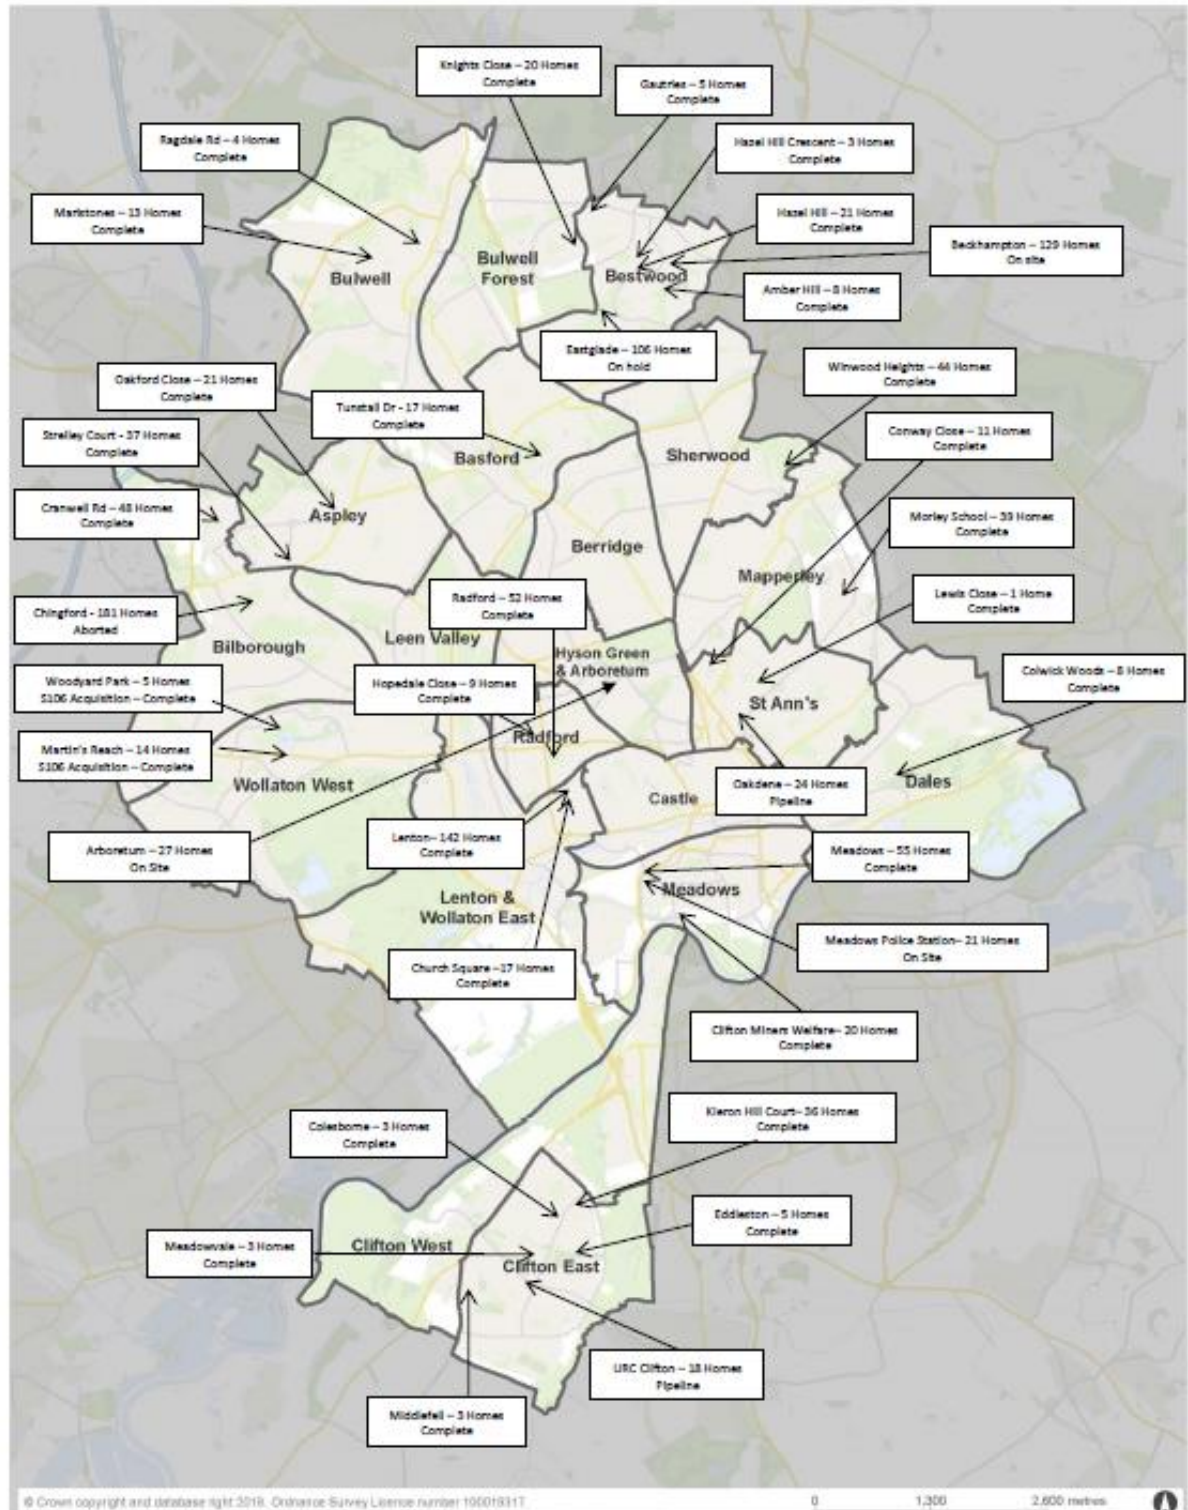 Knights Close – 20 Homes
Complete
Gautries – 5 Homes
Complete
Ragdale Rd – 4 Homes
Complete
Hazel Hill Crescent – 3 Homes
Complete
Markstones – 13 Homes
Complete
Hazel Hill – 21 Homes
Complete
Beckhampton – 129 Homes
On site
Bulwell
Bulwell
Forest
Bestwood
Amber Hill – 8 Homes
Complete
Eastglade – 106 Homes
On hold
Winwood Heights – 44 Homes
Complete
Oakford Close – 21 Homes
Complete
Tunstall Dr - 17 Homes
Complete
Conway Close – 11 Homes
Complete
Strelley Court - 37 Homes
Complete
Basford
Sherwood
Cranwell Rd – 48 Homes
Complete
Aspley
Morley School – 39 Homes
Complete
Berridge
Mapperley
Radford – 52 Homes
Complete
Lewis Close – 1 Home
Complete
Chingford - 181 Homes
Aborted
Bilborough
Leen Valley
Hyson Green
& Arboretum
Woodyard Park – 5 Homes
S106 Acquisition – Complete
Hopedale Close – 9 Homes
Complete
Colwick Woods – 8 Homes
Complete
St Ann's
Radford
Martin's Reach – 14 Homes
S106 Acquisition – Complete
Wollaton West
Castle
Oakdene – 24 Homes
Pipeline
Dales
Arboretum – 27 Homes
On Site
Lenton– 142 Homes
Complete
Meadows – 55 Homes
Complete
Meadows
Lenton &
Wollaton East
Meadows Police Station– 21 Homes
On Site
Church Square –17 Homes
Complete
Clifton Miners Welfare– 20 Homes
Complete
Colesborne – 3 Homes
Complete
Kieron Hill Court– 36 Homes
Complete
Eddleston – 5 Homes
Complete
Meadowvale – 3 Homes
Complete
Clifton West
Clifton East
URC Clifton – 18 Homes
Pipeline
Middlefell – 3 Homes
Complete
© Crown copyright and database right 2018. Ordnance Survey Licence number 100019317.
0 1,300 2,600 metres